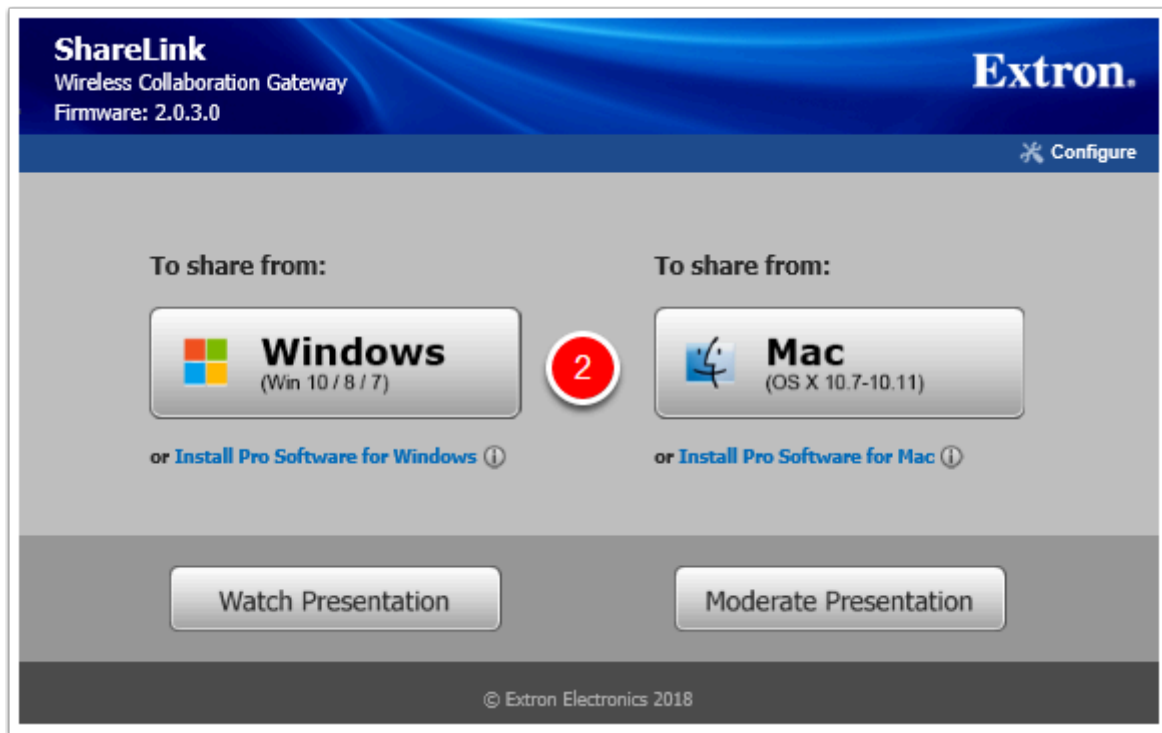 ShareLink
Wireless Collaboration Gateway
Firmware: 2.0.3.0
Extron.
Configure
To share from:
Windows
(Win 10 / 8 / 7)
or Install Pro Software for Windows
2
To share from:
Mac
(OS X 10.7-10.11)
or Install Pro Software for Mac
Watch Presentation
Moderate Presentation
© Extron Electronics 2018